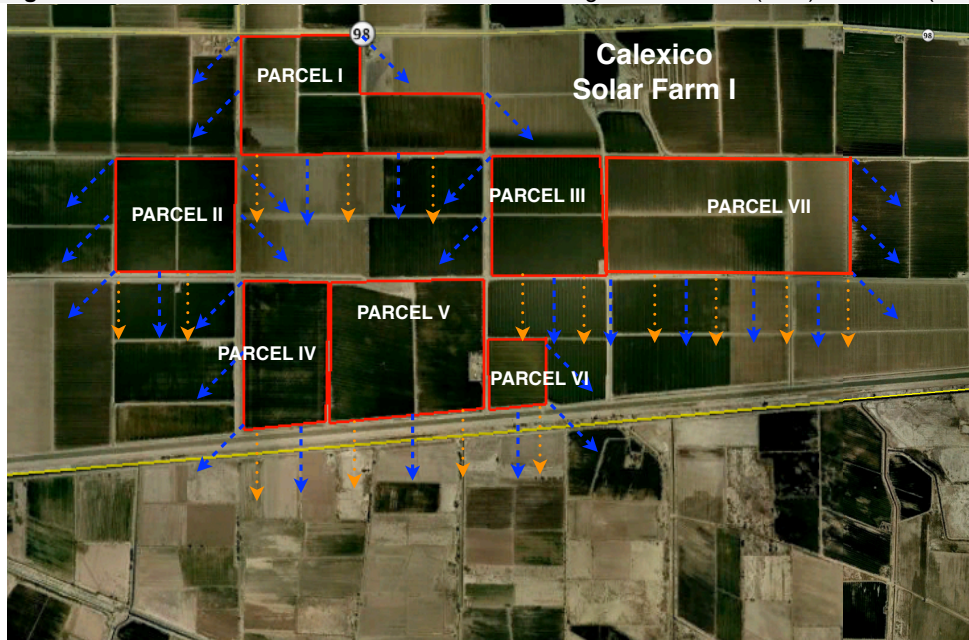 98
98
Calexico
Solar Farm I
PARCEL I
PARCEL II
PARCEL III
PARCEL VII
PARCEL V
PARCEL IV
PARCEL VI